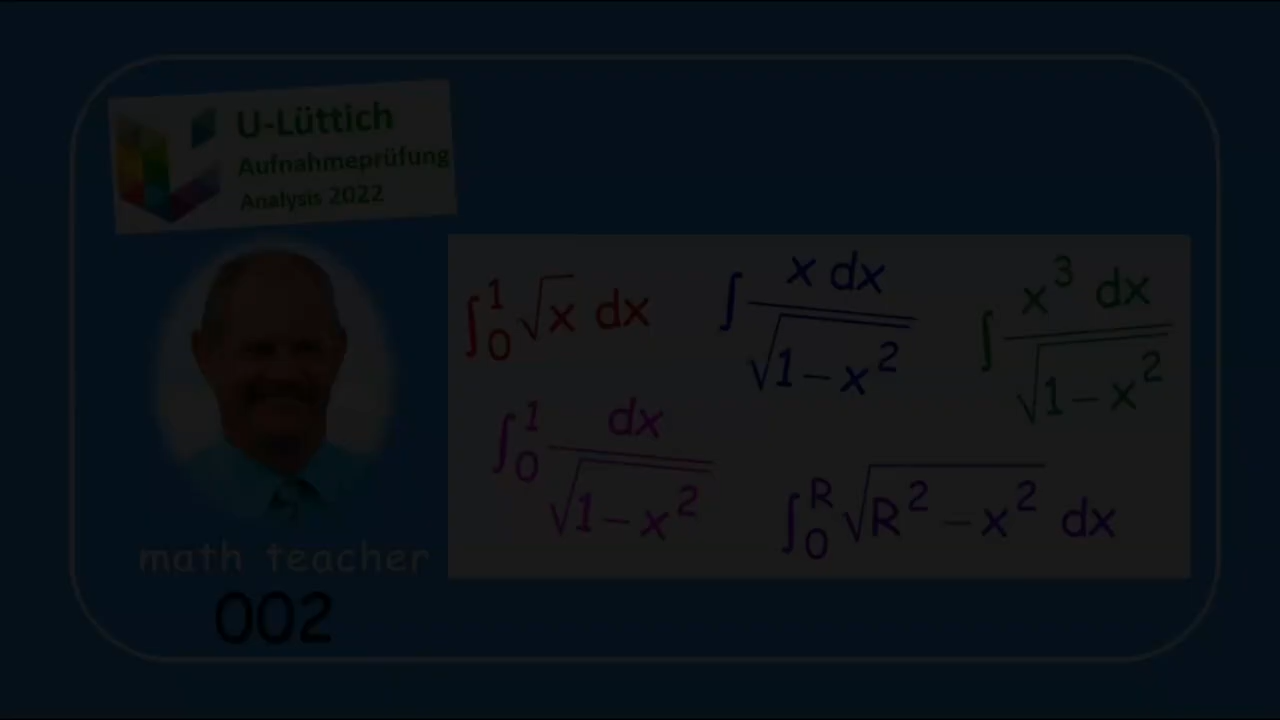 U-Lüttich
Aufnahmeprüfung
Analysis 2022
∫₀¹ √x dx
∫ x dx / √(1 – x²)
∫ x³ dx / √(1 – x²)
∫₀¹ dx / √(1 – x²)
∫₀ᴿ √(R² – x²) dx
math teacher
002